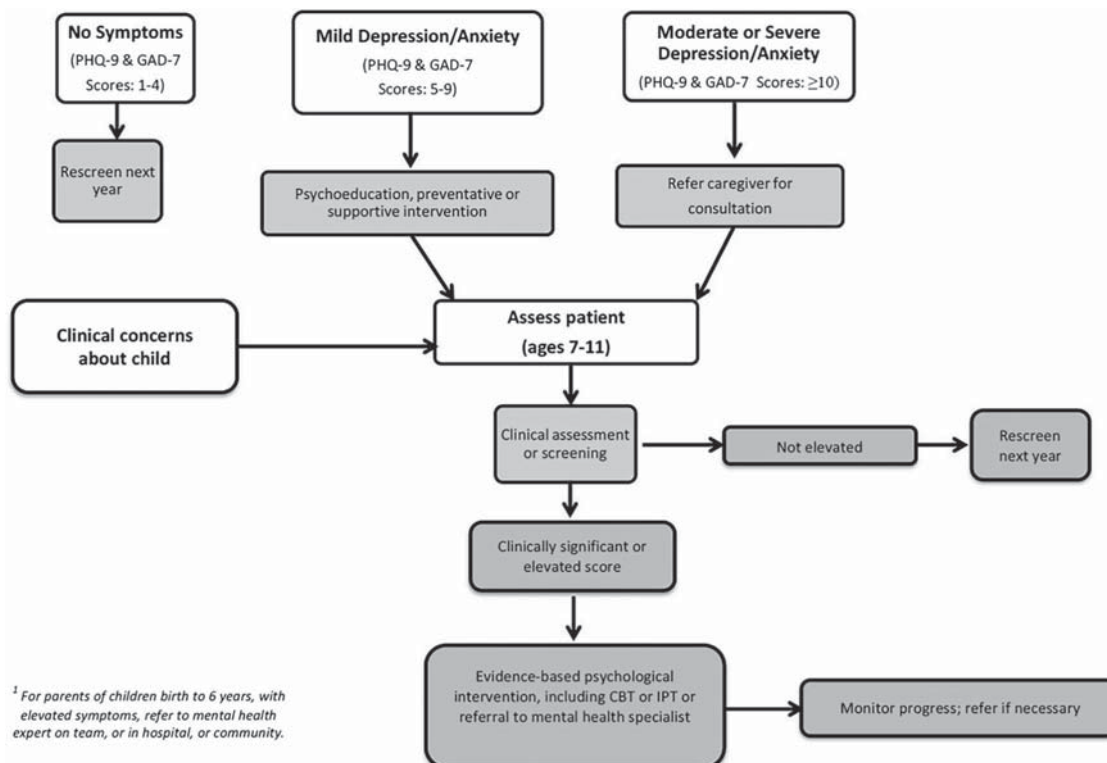 No Symptoms
(PHQ-9 & GAD-7
Scores: 1-4)
Mild Depression/Anxiety
(PHQ-9 & GAD-7
Scores: 5-9)
Moderate or Severe
Depression/Anxiety
(PHQ-9 & GAD-7 Scores: ≥10)
Rescreen next
year
Psychoeducation, preventative or
supportive intervention
Refer caregiver for
consultation
Clinical concerns
about child
Assess patient
(ages 7-11)
Clinical assessment
or screening
Not elevated
Rescreen
next year
Clinically significant or
elevated score
Evidence-based psychological
intervention, including CBT or IPT or
referral to mental health specialist
Monitor progress; refer if necessary
1 For parents of children birth to 6 years, with
elevated symptoms, refer to mental health
expert on team, or in hospital, or community.